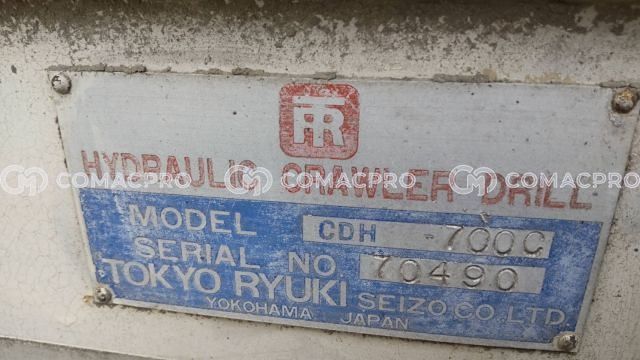 TR
HYDRAULIC CRAWLER DRILL
COMACPRO COMACPRO COMACPRO
MODEL CDH -700C
SERIAL NO 70490
TOKYO RYUKI SEIZO CO.LTD.
YOKOHAMA JAPAN